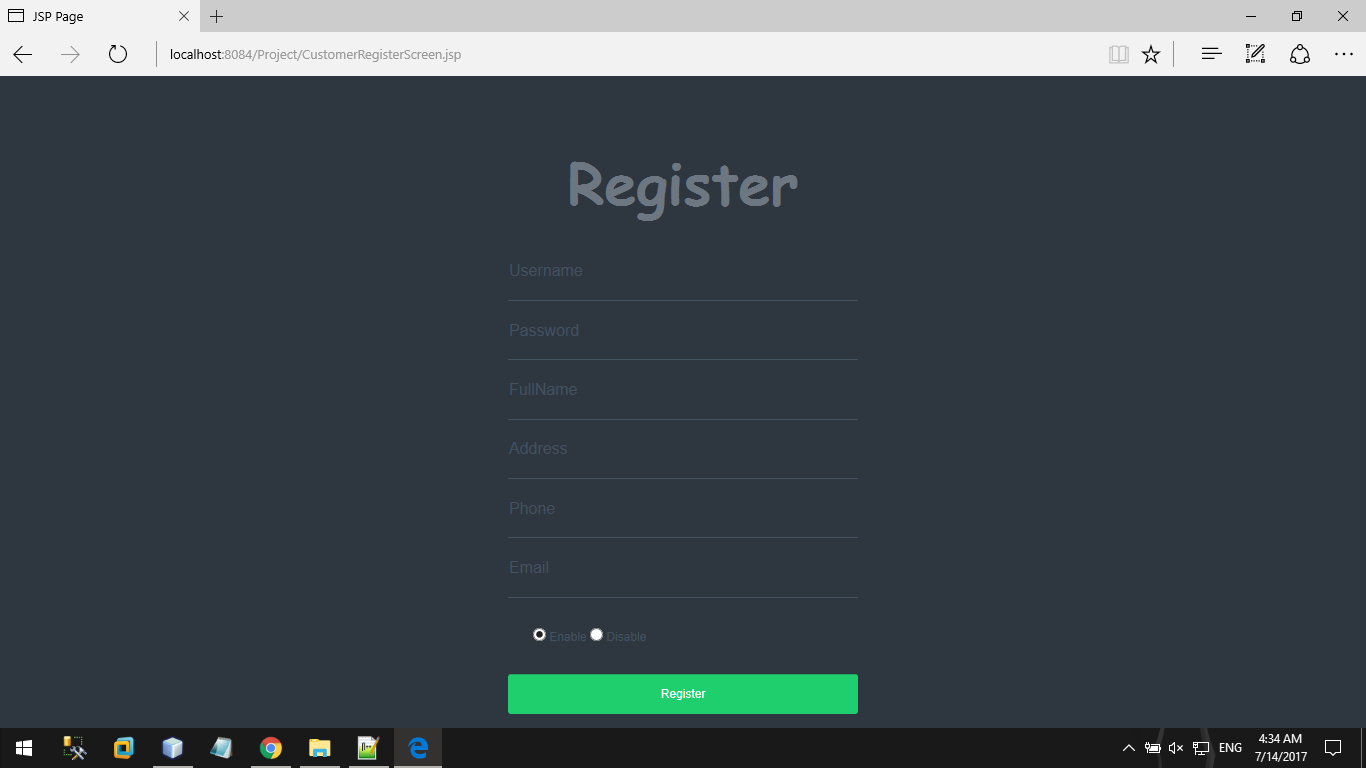 JSP Page
localhost:8084/Project/CustomerRegisterScreen.jsp
Register
Username
Password
FullName
Address
Phone
Email
Enable Disable
Register
ENG
4:34 AM
7/14/2017